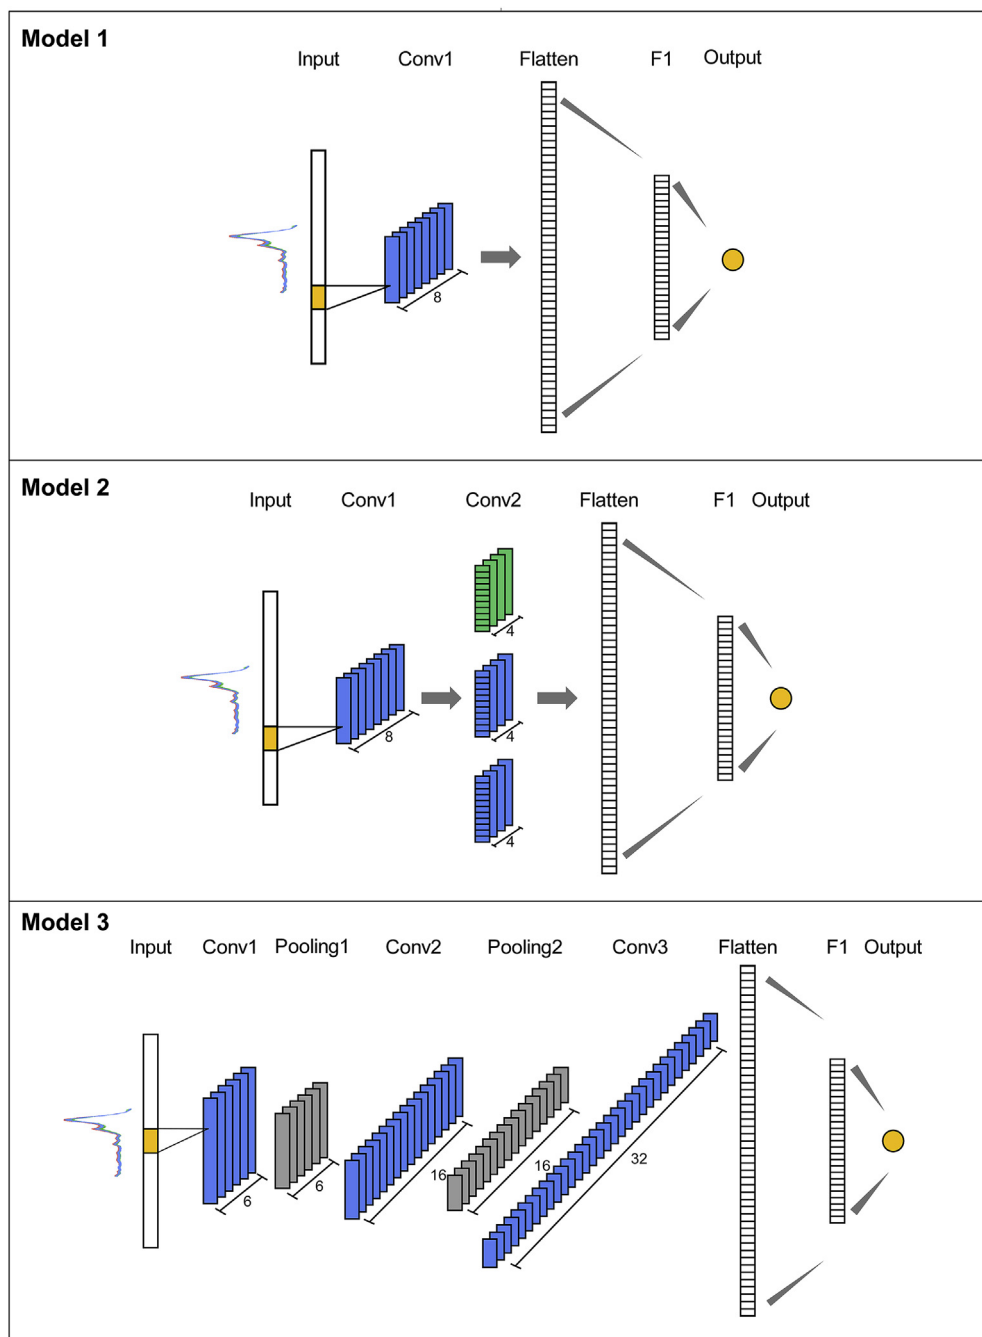 Model 1
Input Conv1 Flatten F1 Output
8
Model 2
Input Conv1 Conv2 Flatten F1 Output
4
8
4
4
Model 3
Input Conv1 Pooling1 Conv2 Pooling2 Conv3 Flatten F1 Output
6
6
16
16
32